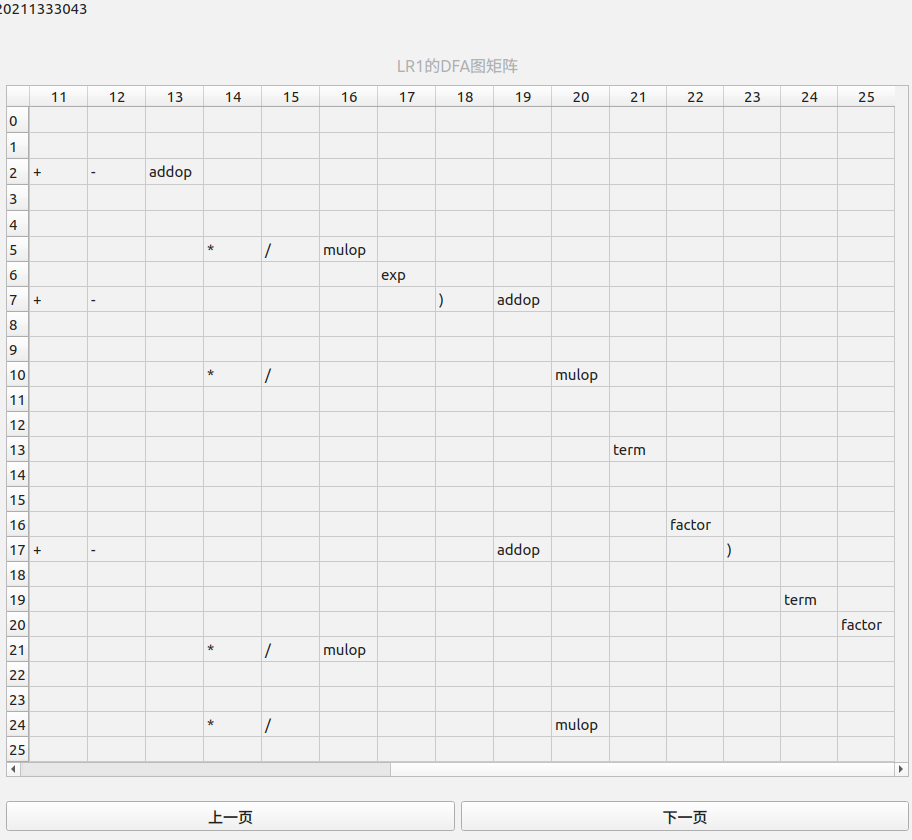 20211333043
LR1的DFA图矩阵
11 12 13 14 15 16 17 18 19 20 21 22 23 24 25
0
1
2 + - addop
3
4
5 * / mulop
6 exp
7 + - ) addop
8
9
10 * / mulop
11
12
13 term
14
15
16 factor
17 + - addop )
18
19 term
20 factor
21 * / mulop
22
23
24 * / mulop
25
上一页 下一页